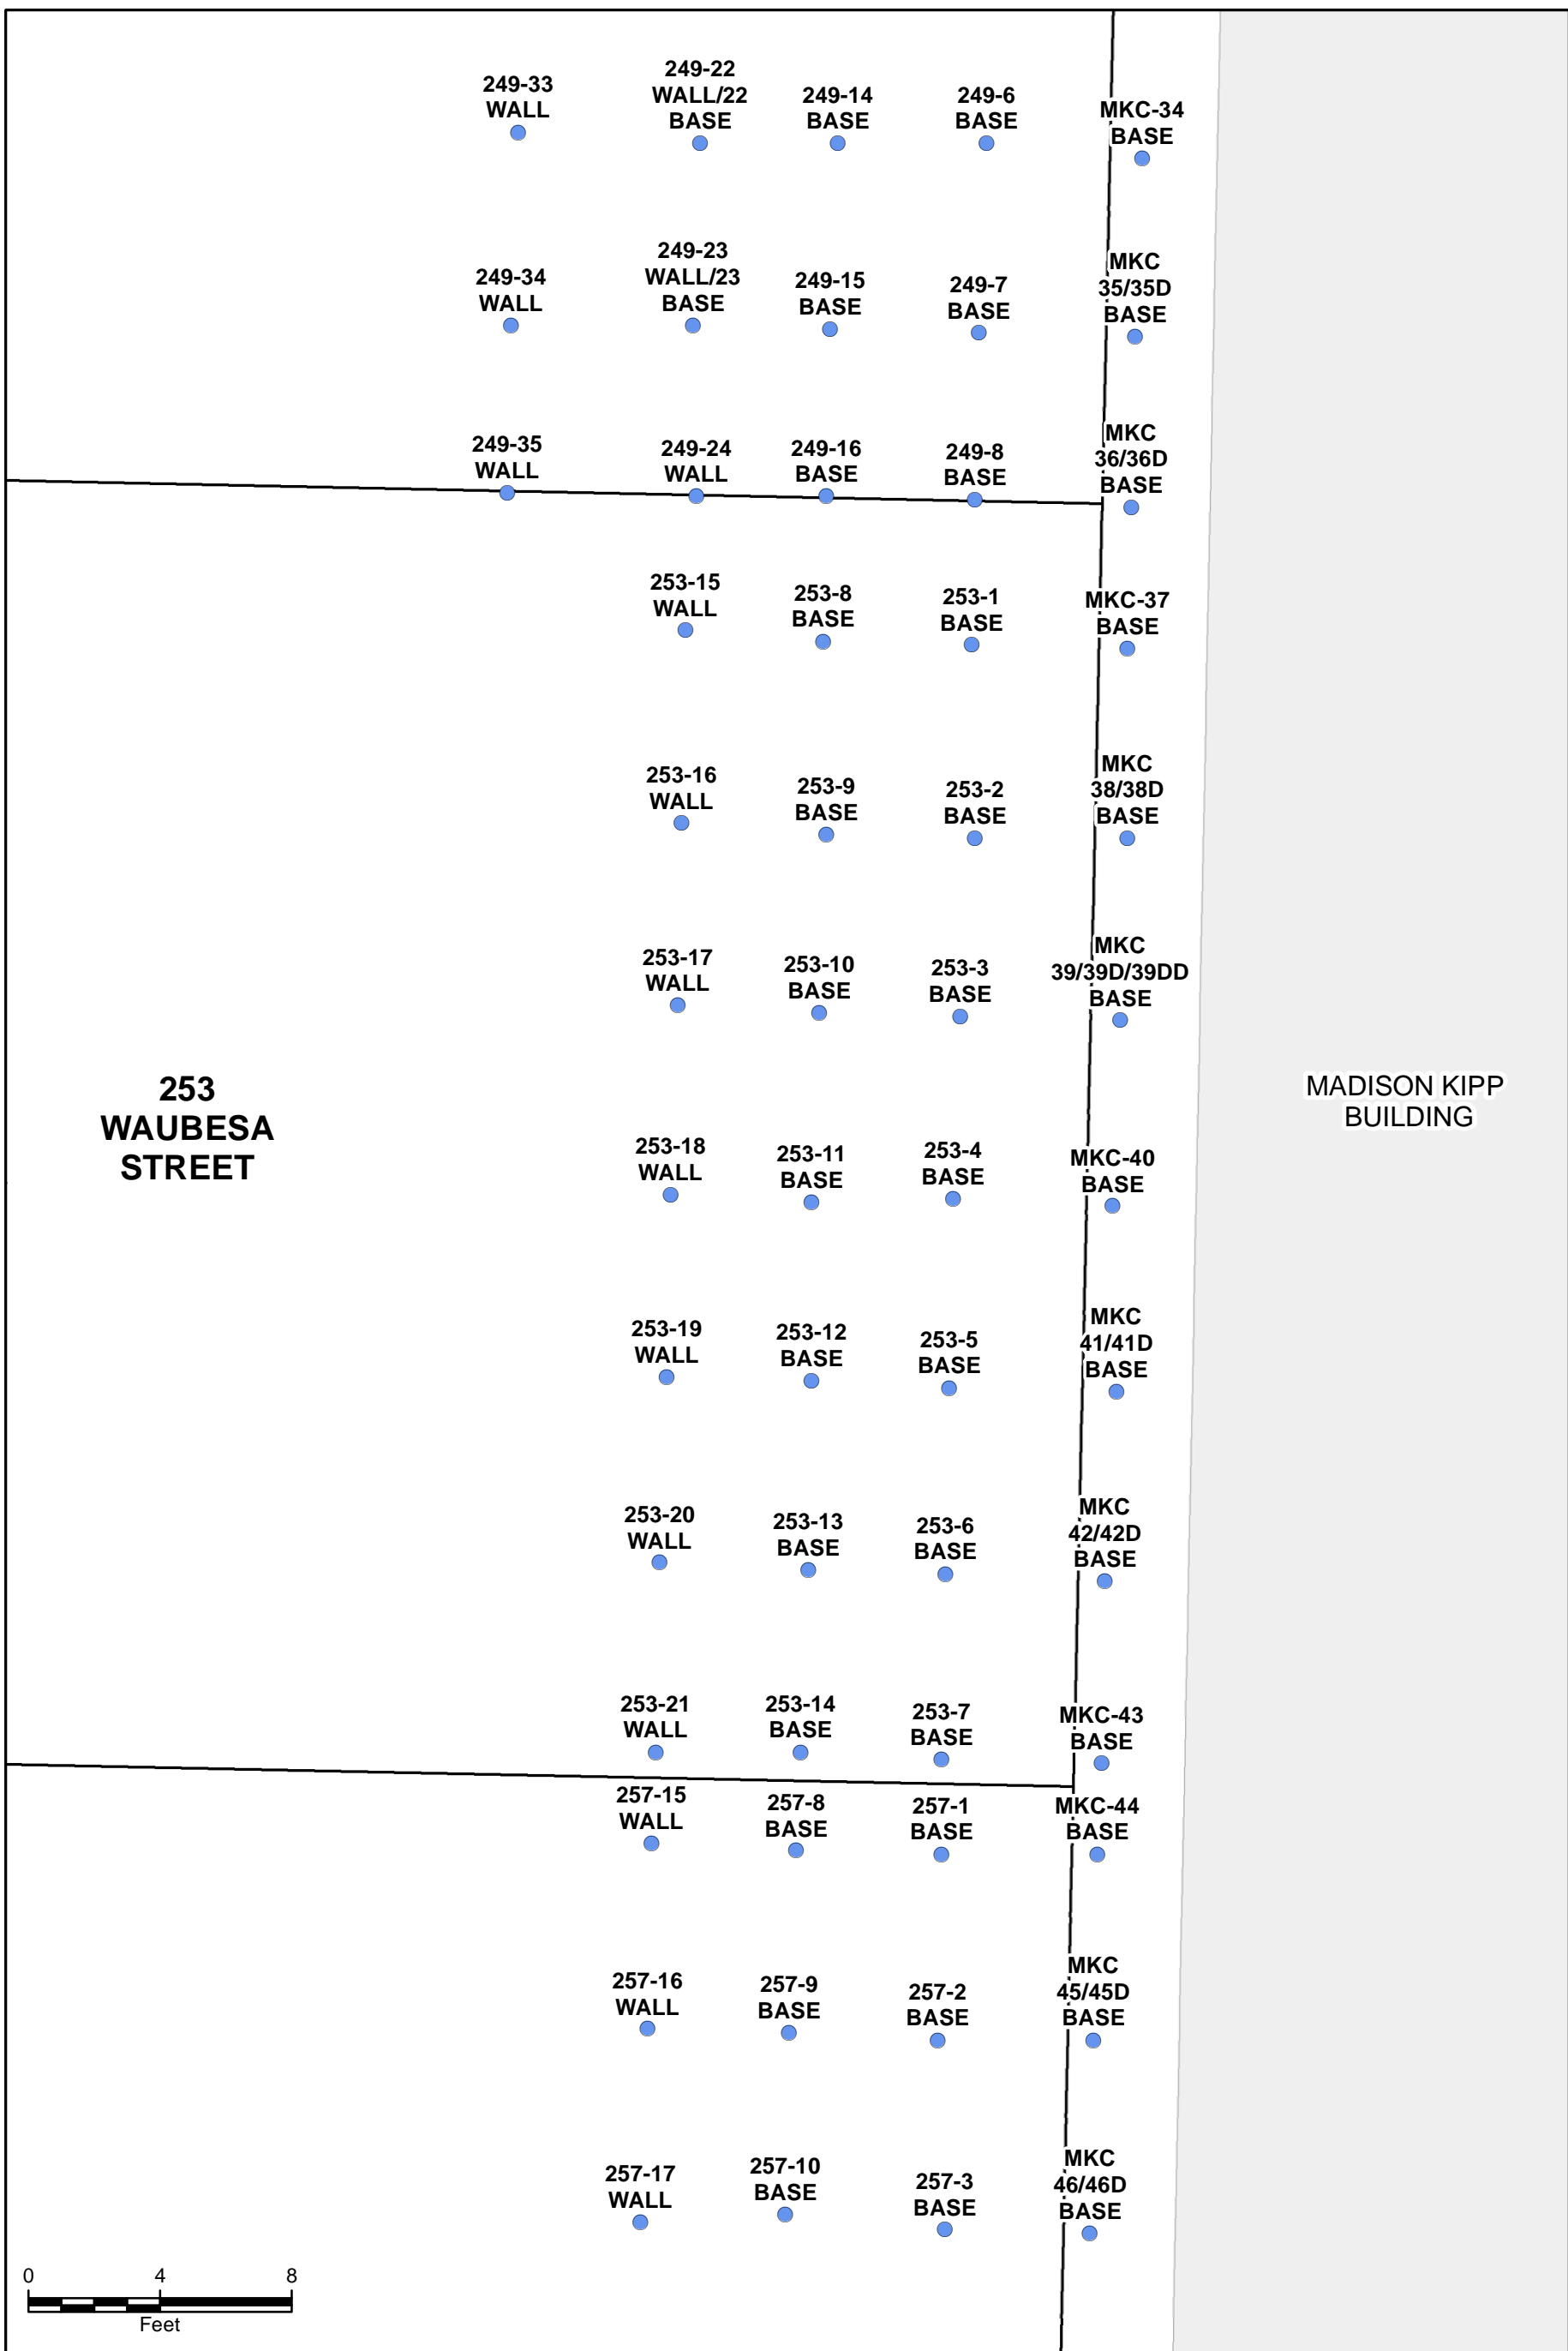 249-33
WALL
249-22
WALL/22
BASE
249-14
BASE
249-6
BASE
MKC-34
BASE
249-34
WALL
249-23
WALL/23
BASE
249-15
BASE
249-7
BASE
MKC
35/35D
BASE
249-35
WALL
249-24
WALL
249-16
BASE
249-8
BASE
MKC
36/36D
BASE
253-15
WALL
253-8
BASE
253-1
BASE
MKC-37
BASE
253-16
WALL
253-9
BASE
253-2
BASE
MKC
38/38D
BASE
253-17
WALL
253-10
BASE
253-3
BASE
MKC
39/39D/39DD
BASE
253
WAUBESA
STREET
MADISON KIPP
BUILDING
253-18
WALL
253-11
BASE
253-4
BASE
MKC-40
BASE
253-19
WALL
253-12
BASE
253-5
BASE
MKC
41/41D
BASE
253-20
WALL
253-13
BASE
253-6
BASE
MKC
42/42D
BASE
253-21
WALL
253-14
BASE
253-7
BASE
MKC-43
BASE
257-15
WALL
257-8
BASE
257-1
BASE
MKC-44
BASE
257-16
WALL
257-9
BASE
257-2
BASE
MKC
45/45D
BASE
257-17
WALL
257-10
BASE
257-3
BASE
MKC
46/46D
BASE
0 4 8
Feet